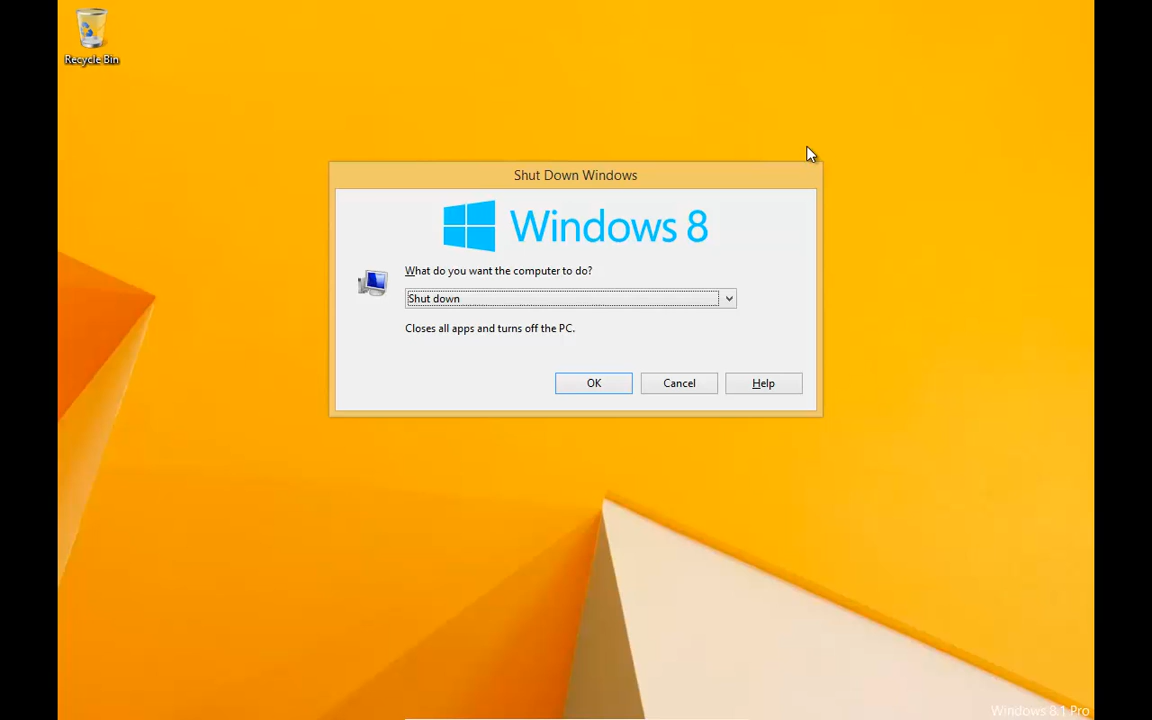 Recycle Bin
Shut Down Windows
Windows 8
What do you want the computer to do?
Shut down
Closes all apps and turns off the PC.
OK Cancel Help
Windows 8.1 Pro